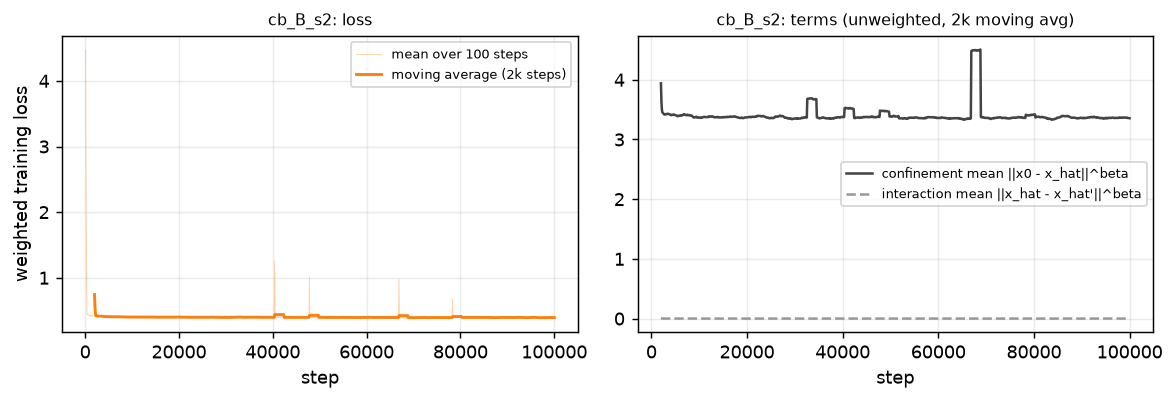 cb_B_s2: loss
weighted training loss
4
3
2
1
mean over 100 steps
moving average (2k steps)
0 20000 40000 60000 80000 100000
step
cb_B_s2: terms (unweighted, 2k moving avg)
4
3
2
1
0
confinement mean ||x0 - x_hat||^beta
interaction mean ||x_hat - x_hat'||^beta
0 20000 40000 60000 80000 100000
step